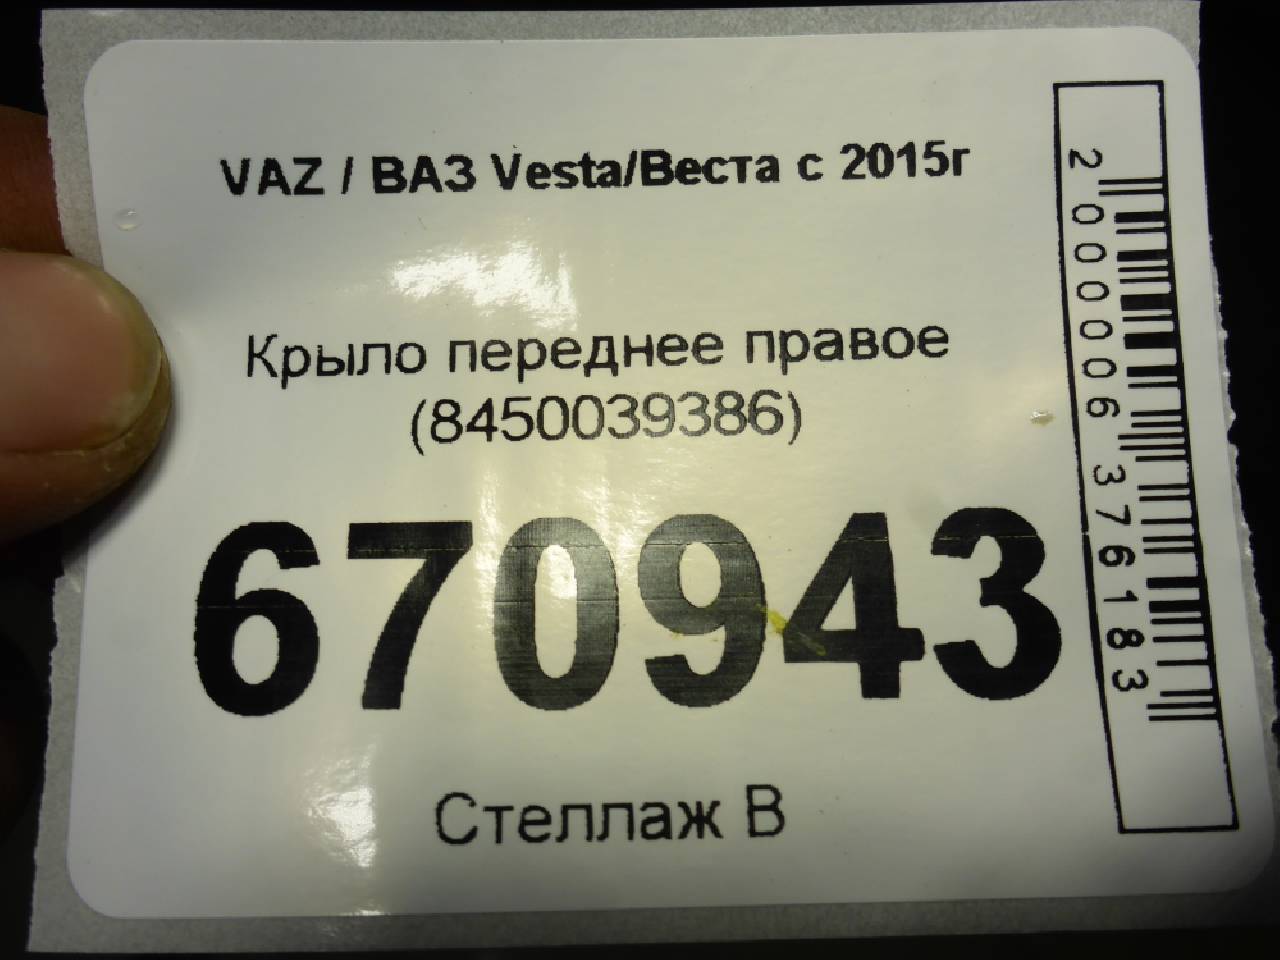 VAZ / ВАЗ Vesta/Веста с 2015г
Крыло переднее правое
(8450039386)
670943
Стеллаж В
2000006376183